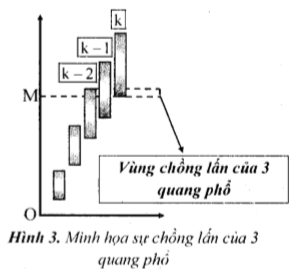 k
k – 1
k – 2
M
Vùng chồng lấn của 3
quang phổ
O
Hình 3. Minh họa sự chồng lấn của 3
quang phổ